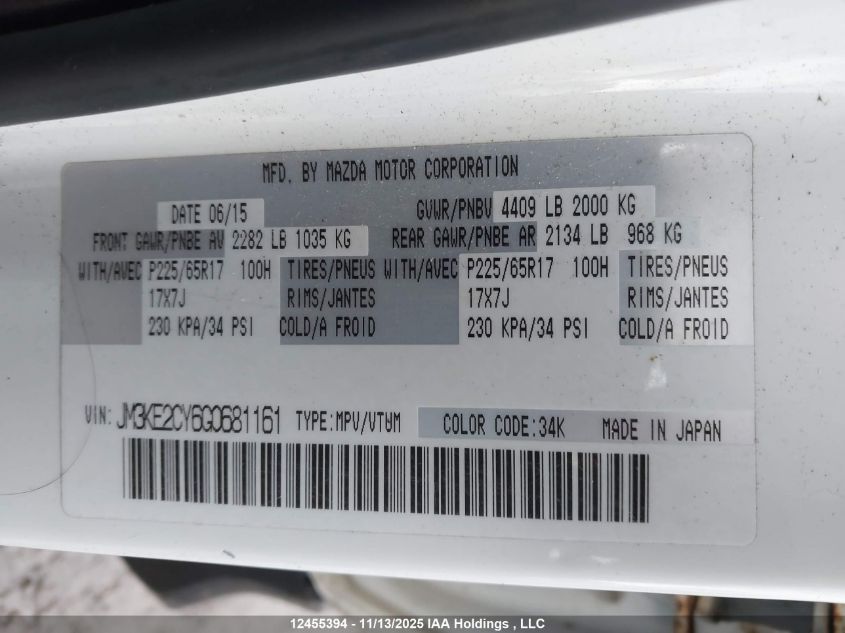 MFD. BY MAZDA MOTOR CORPORATION
DATE 06/15 GVWR/PNBV 4409 LB 2000 KG
FRONT GAWR/PNBE AV 2282 LB 1035 KG REAR GAWR/PNBE AR 2134 LB 968 KG
WITH/AVEC P225/65R17 100H TIRES/PNEUS WITH/AVEC P225/65R17 100H TIRES/PNEUS
17X7J RIMS/JANTES 17X7J RIMS/JANTES
230 KPA/34 PSI COLD/A FROID 230 KPA/34 PSI COLD/A FROID
VIN: JM3KE2CY6G0681161 TYPE:MPV/VTUM COLOR CODE:34K MADE IN JAPAN
12455394 - 11/13/2025 IAA Holdings , LLC